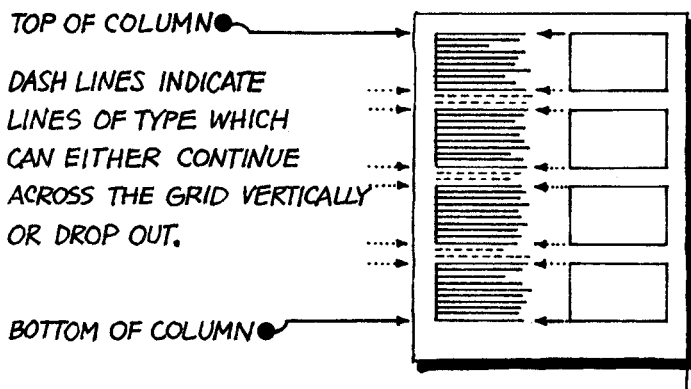 TOP OF COLUMN
DASH LINES INDICATE
LINES OF TYPE WHICH
CAN EITHER CONTINUE
ACROSS THE GRID VERTICALLY
OR DROP OUT.
BOTTOM OF COLUMN